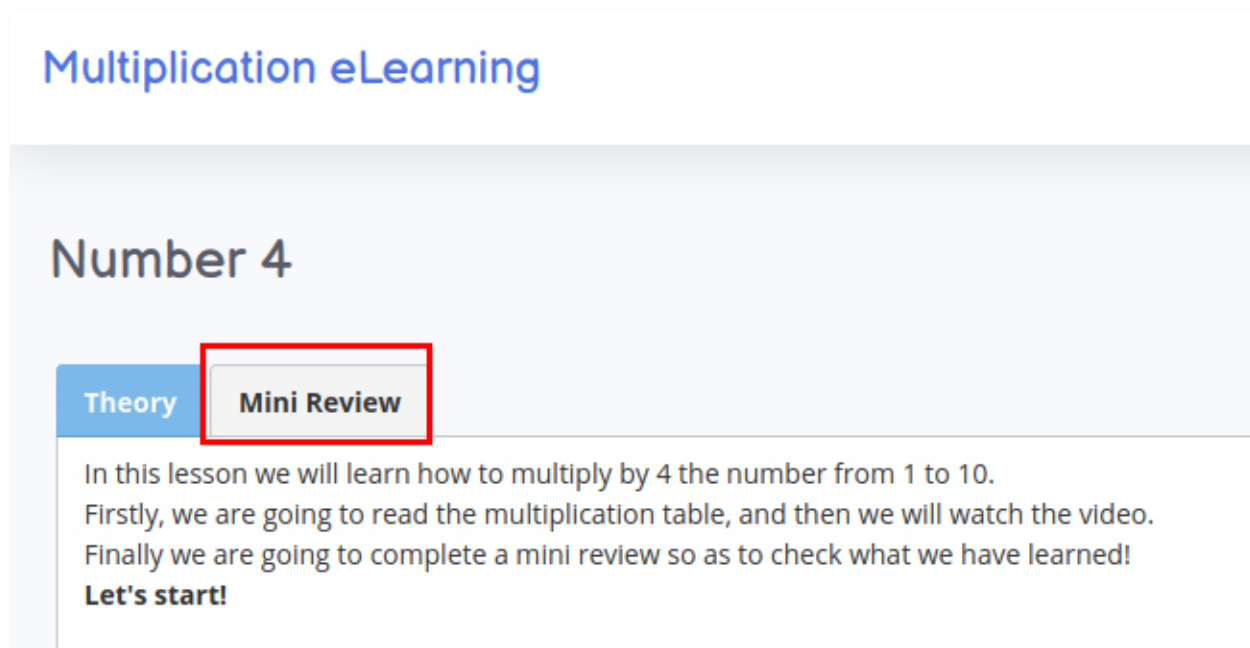 Multiplication eLearning
Number 4
Theory
Mini Review
In this lesson we will learn how to multiply by 4 the number from 1 to 10.
Firstly, we are going to read the multiplication table, and then we will watch the video.
Finally we are going to complete a mini review so as to check what we have learned!
Let's start!